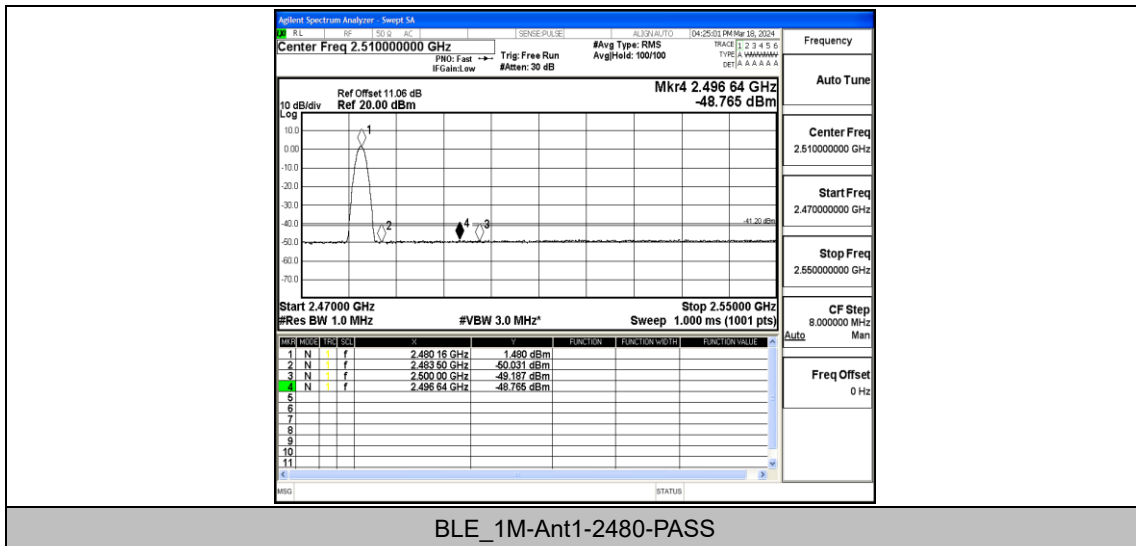 Agilent Spectrum Analyzer - Swept SA
RL RF 50 Ω AC SENSE:PULSE ALIGN AUTO 04:25:01 PM Mar 18, 2024
Center Freq 2.510000000 GHz #Avg Type: RMS TRACE 1 2 3 4 5 6
PNO: Fast Trig: Free Run Avg|Hold: 100/100 TYPE A WWWWW
IFGain:Low #Atten: 30 dB DET A A A A A A
Mkr4 2.496 64 GHz
-48.765 dBm
Ref Offset 11.06 dB
10 dB/div Ref 20.00 dBm
Log
10.0
0.00
-10.0
-20.0
-30.0
-40.0
-50.0
-60.0
-70.0
1
2
4
3
-41.20 dBm
Start 2.47000 GHz Stop 2.55000 GHz
#Res BW 1.0 MHz #VBW 3.0 MHz* Sweep 1.000 ms (1001 pts)
MKR MODE TRC SCL X Y FUNCTION FUNCTION WIDTH FUNCTION VALUE
1 N 1 f 2.480 16 GHz 1.480 dBm
2 N 1 f 2.483 50 GHz -50.031 dBm
3 N 1 f 2.500 00 GHz -49.187 dBm
4 N 1 f 2.496 64 GHz -48.765 dBm
5
6
7
8
9
10
11
MSG STATUS
Frequency
Auto Tune
Center Freq
2.510000000 GHz
Start Freq
2.470000000 GHz
Stop Freq
2.550000000 GHz
CF Step
8.000000 MHz
Auto Man
Freq Offset
0 Hz
BLE_1M-Ant1-2480-PASS